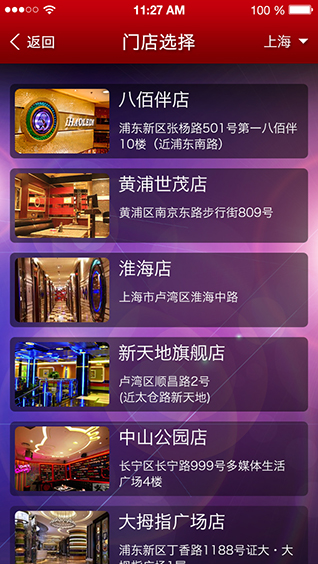 11:27 AM
100 %
返回
门店选择
上海
八佰伴店
浦东新区张杨路501号第一八佰伴
10楼（近浦东南路）
黄浦世茂店
黄浦区南京东路步行街809号
淮海店
上海市卢湾区淮海中路
新天地旗舰店
卢湾区顺昌路2号
(近太仓路新天地)
中山公园店
长宁区长宁路999号多媒体生活
广场4楼
大拇指广场店
浦东新区丁香路1188号证大・大
拇指广场1层